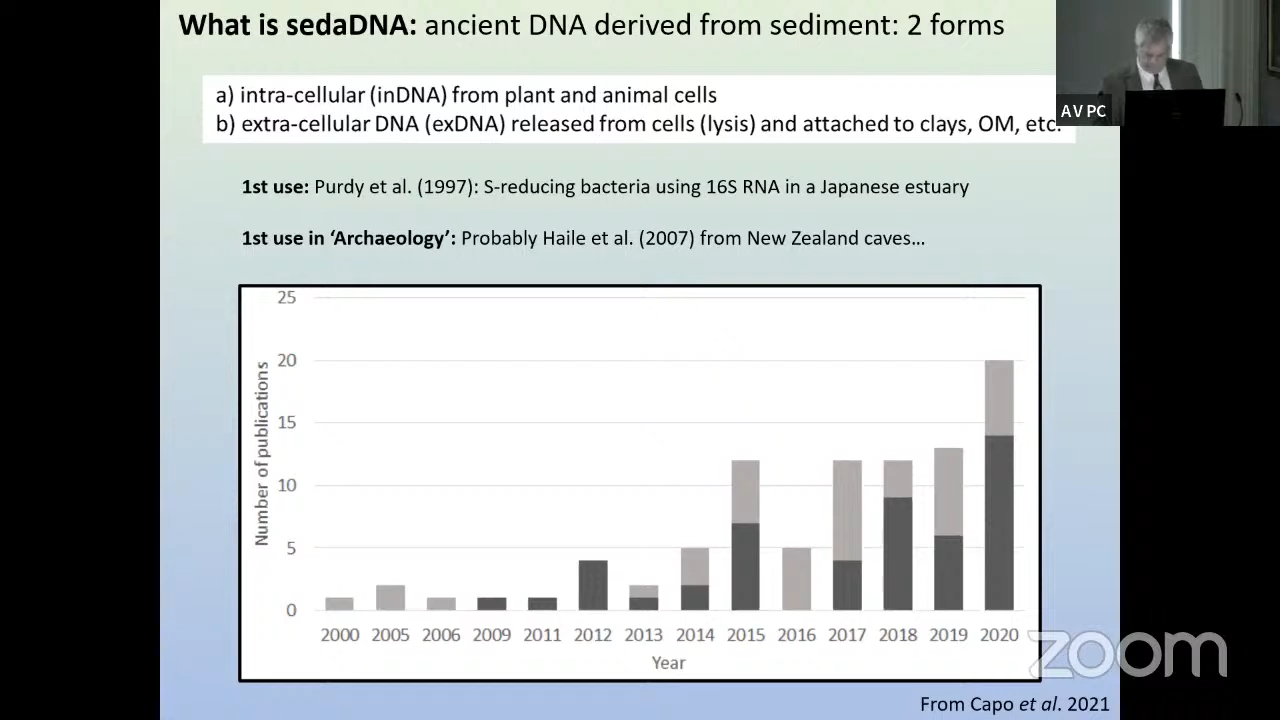 What is sedaDNA: ancient DNA derived from sediment: 2 forms
a) intra-cellular (inDNA) from plant and animal cells
b) extra-cellular DNA (exDNA) released from cells (lysis) and attached to clays, OM, etc.
AV PC
1st use: Purdy et al. (1997): S-reducing bacteria using 16S RNA in a Japanese estuary
1st use in ‘Archaeology’: Probably Haile et al. (2007) from New Zealand caves…
Number of publications
25
20
15
10
5
0
2000 2005 2006 2009 2011 2012 2013 2014 2015 2016 2017 2018 2019 2020
Year
zoom
From Capo et al. 2021